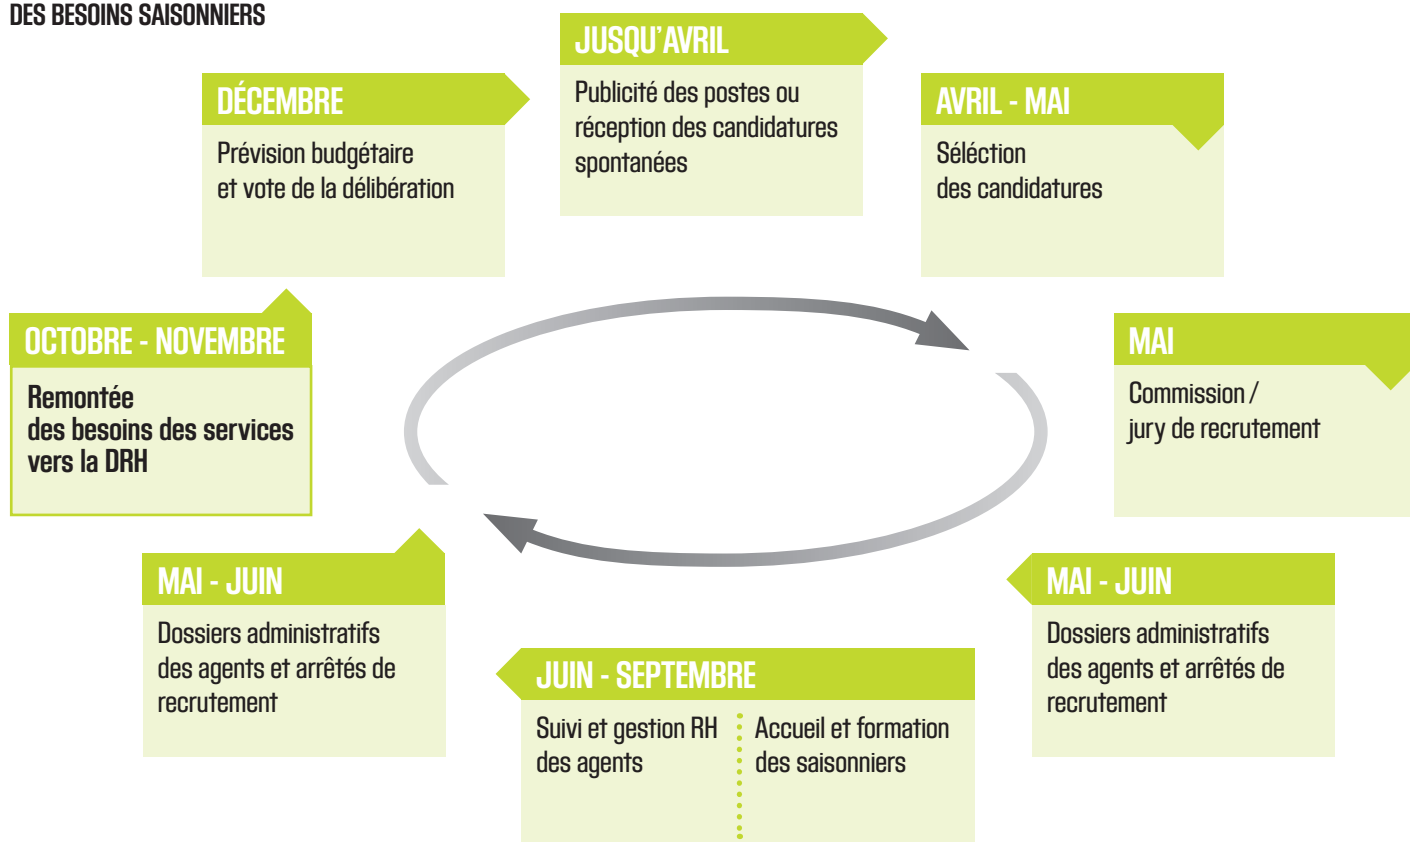 DES BESOINS SAISONNIERS
JUSQU'AVRIL
Publicité des postes ou
réception des candidatures
spontanées
DÉCEMBRE
Prévision budgétaire
et vote de la délibération
AVRIL - MAI
Séléction
des candidatures
OCTOBRE - NOVEMBRE
Remontée
des besoins des services
vers la DRH
MAI
Commission /
jury de recrutement
MAI - JUIN
Dossiers administratifs
des agents et arrêtés de
recrutement
JUIN - SEPTEMBRE
Suivi et gestion RH
des agents
Accueil et formation
des saisonniers
MAI - JUIN
Dossiers administratifs
des agents et arrêtés de
recrutement